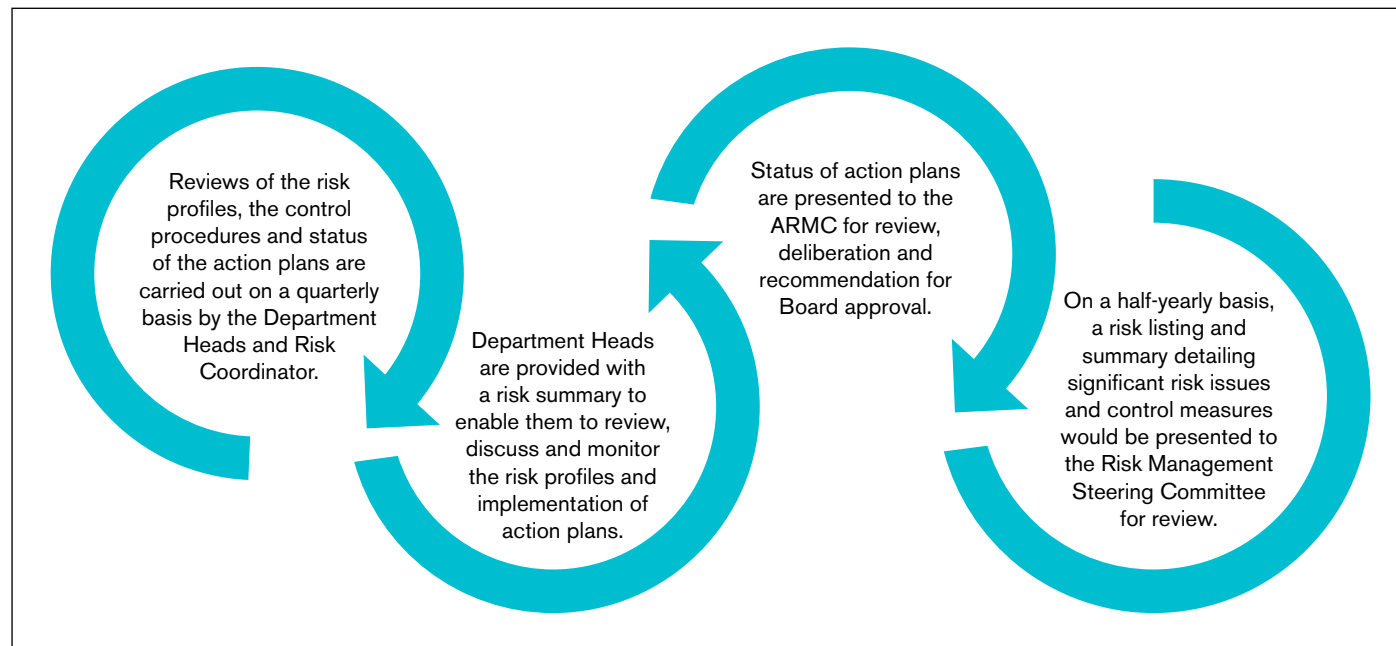 Reviews of the risk
profiles, the control
procedures and status
of the action plans are
carried out on a quarterly
basis by the Department
Heads and Risk
Coordinator.
Department Heads
are provided with
a risk summary to
enable them to review,
discuss and monitor
the risk profiles and
implementation of
action plans.
Status of action plans
are presented to the
ARMC for review,
deliberation and
recommendation for
Board approval.
On a half-yearly basis,
a risk listing and
summary detailing
significant risk issues
and control measures
would be presented to
the Risk Management
Steering Committee
for review.